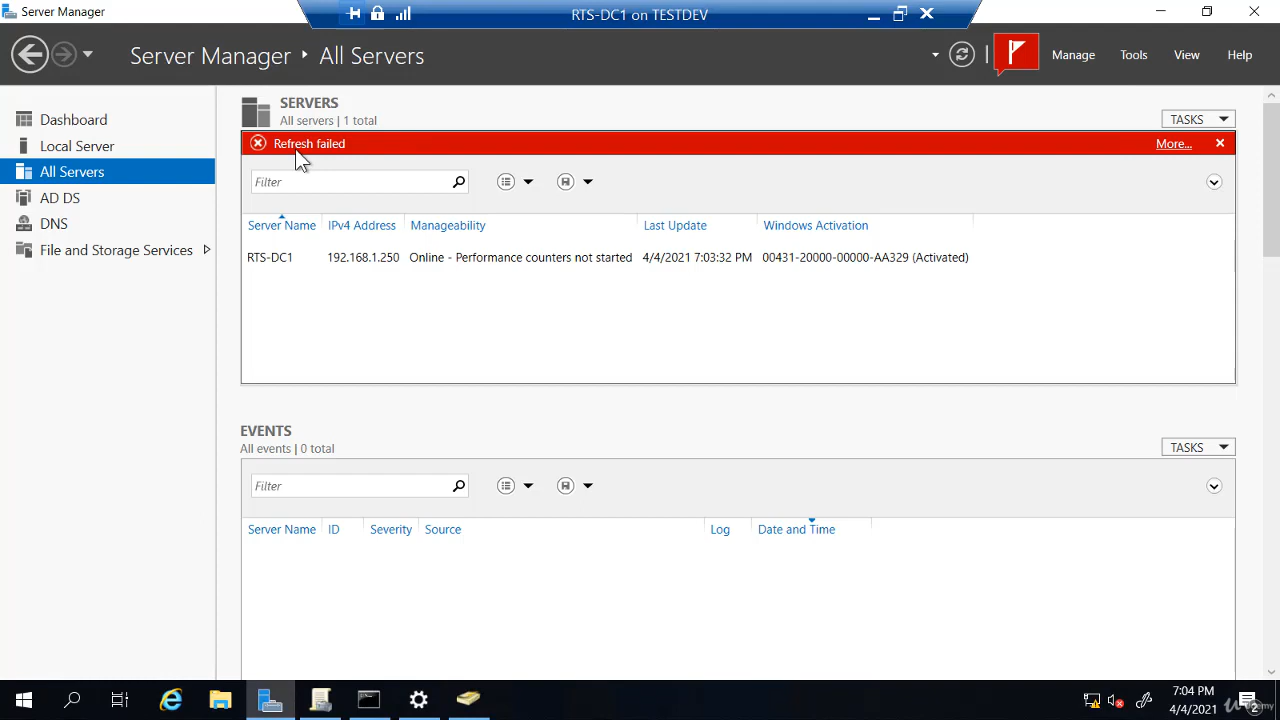 Server Manager
RTS-DC1 on TESTDEV
Server Manager All Servers
Manage Tools View Help
Dashboard
Local Server
All Servers
AD DS
DNS
File and Storage Services
SERVERS
All servers | 1 total
TASKS
Refresh failed
More...
Filter
Server Name IPv4 Address Manageability Last Update Windows Activation
RTS-DC1 192.168.1.250 Online - Performance counters not started 4/4/2021 7:03:32 PM 00431-20000-00000-AA329 (Activated)
EVENTS
All events | 0 total
TASKS
Filter
Server Name ID Severity Source Log Date and Time
7:04 PM
4/4/2021
2
Udemy